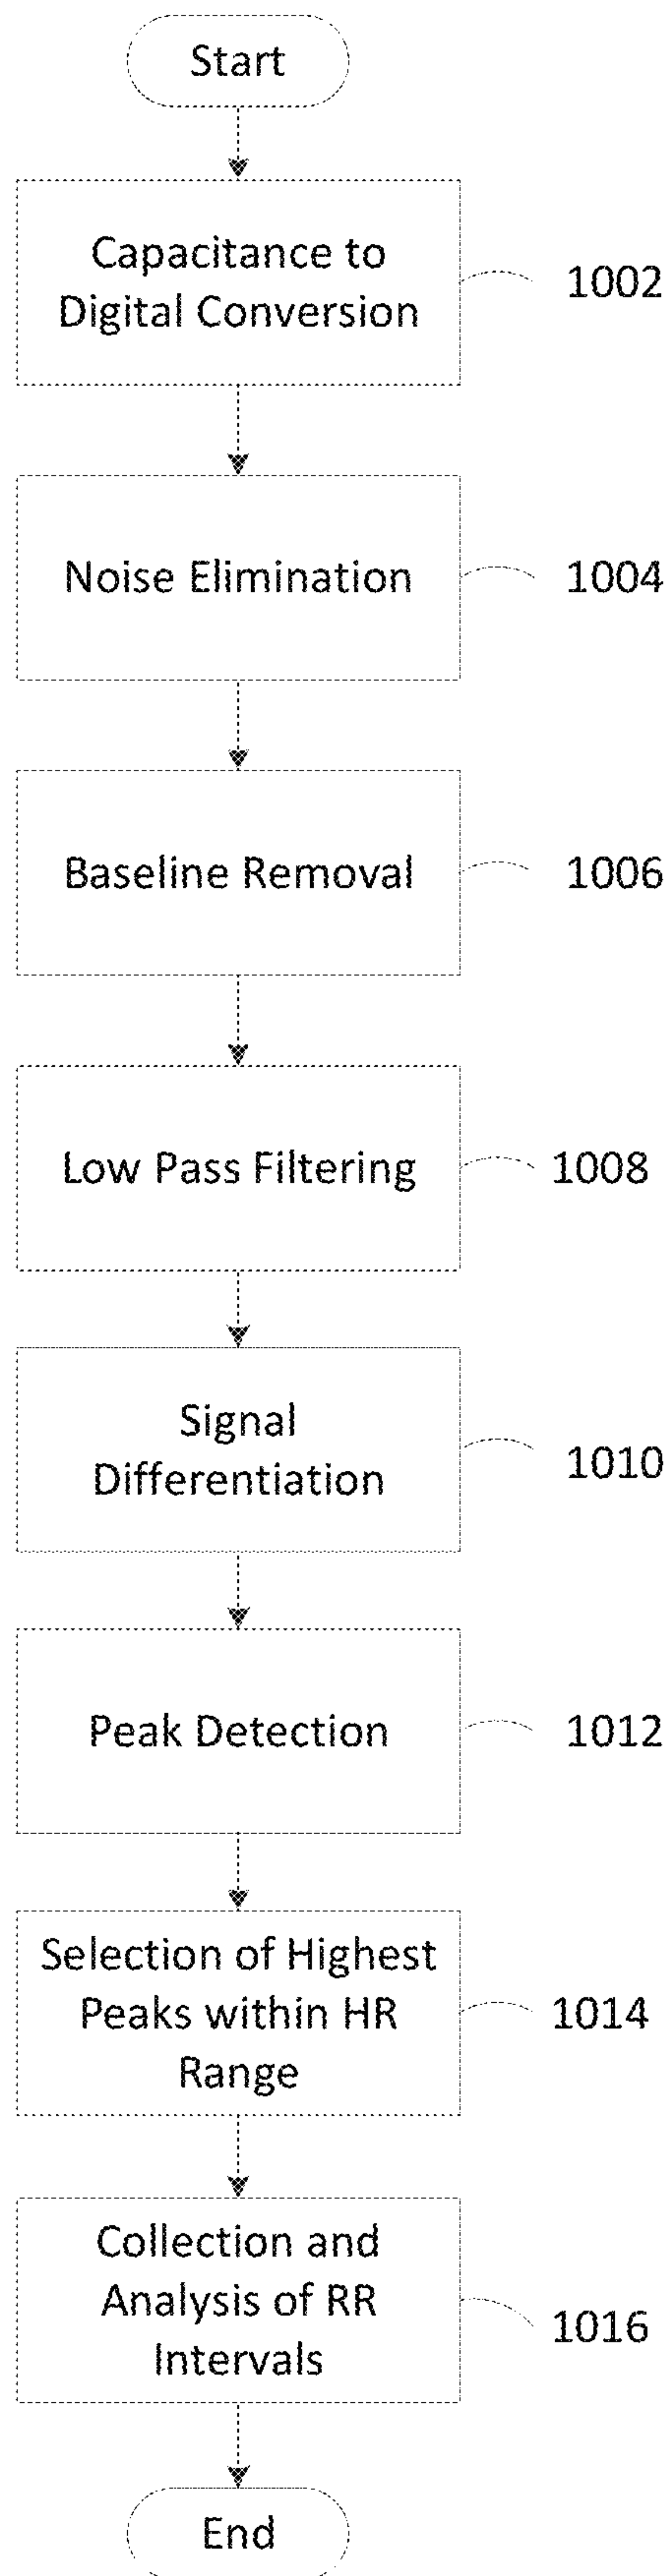 Start
Capacitance to
Digital Conversion
1002
Noise Elimination
1004
Baseline Removal
1006
Low Pass Filtering
1008
Signal
Differentiation
1010
Peak Detection
1012
Selection of Highest
Peaks within HR
Range
1014
Collection and
Analysis of RR
Intervals
1016
End